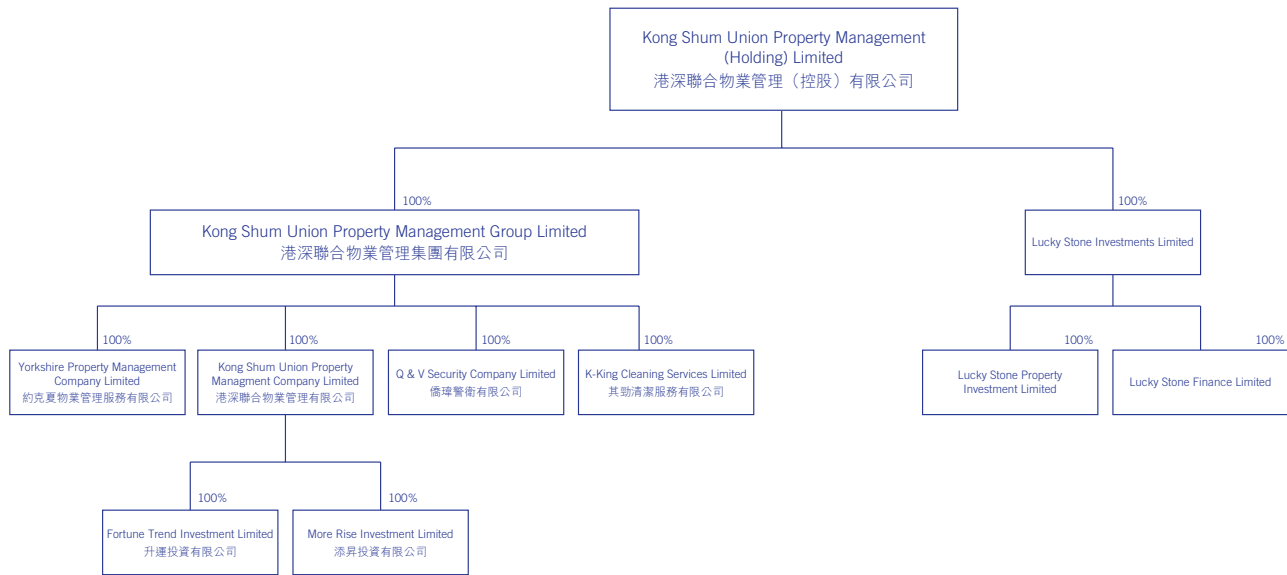 Kong Shum Union Property Management
(Holding) Limited
港深聯合物業管理（控股）有限公司
100%
100%
Kong Shum Union Property Management Group Limited
港深聯合物業管理集團有限公司
Lucky Stone Investments Limited
100%
100%
100%
100%
100%
100%
Yorkshire Property Management
Company Limited
約克夏物業管理服務有限公司
Kong Shum Union Property
Managment Company Limited
港深聯合物業管理有限公司
Q & V Security Company Limited
僑瑋警衛有限公司
K-King Cleaning Services Limited
其勁清潔服務有限公司
Lucky Stone Property
Investment Limited
Lucky Stone Finance Limited
100%
100%
Fortune Trend Investment Limited
升運投資有限公司
More Rise Investment Limited
添昇投資有限公司